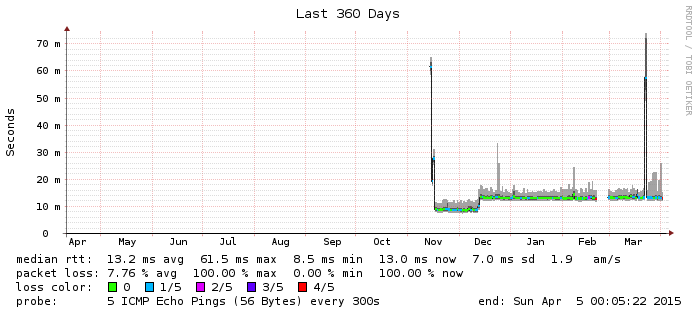 Last 360 Days
RRDTOOL / TOBI OETIKER
Seconds
70 m
60 m
50 m
40 m
30 m
20 m
10 m
0
Apr May Jun Jul Aug Sep Oct Nov Dec Jan Feb Mar
median rtt: 13.2 ms avg 61.5 ms max 8.5 ms min 13.0 ms now 7.0 ms sd 1.9 am/s
packet loss: 7.76 % avg 100.00 % max 0.00 % min 100.00 % now
loss color: 0 1/5 2/5 3/5 4/5
probe: 5 ICMP Echo Pings (56 Bytes) every 300s end: Sun Apr 5 00:05:22 2015